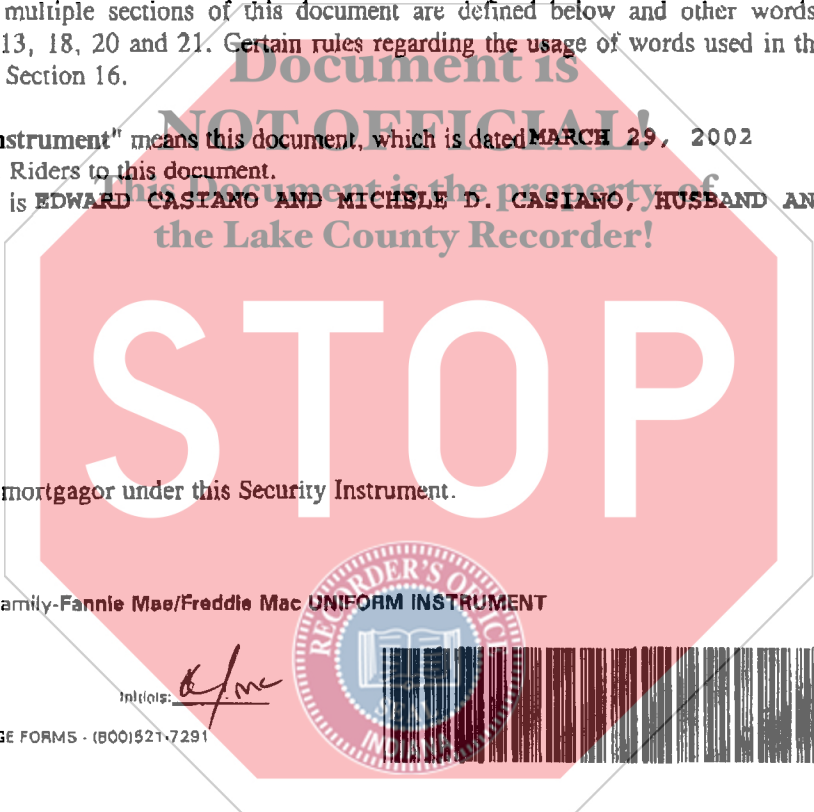 multiple sections of this document are defined below and other words
13, 18, 20 and 21. Certain rules regarding the usage of words used in th
Section 16.
Document is
NOT OFFICIAL!
This Document is the property of
the Lake County Recorder!
nstrument" means this document, which is dated MARCH 29, 2002
Riders to this document.
is EDWARD CASIANO AND MICHELE D. CASIANO, HUSBAND AN
STOP
mortgagor under this Security Instrument.
amily-Fannie Mae/Freddie Mac UNIFORM INSTRUMENT
RECORDER'S OFFICE
SEAL
INDIANA
Initials:
GE FORMS - (800)521-7291